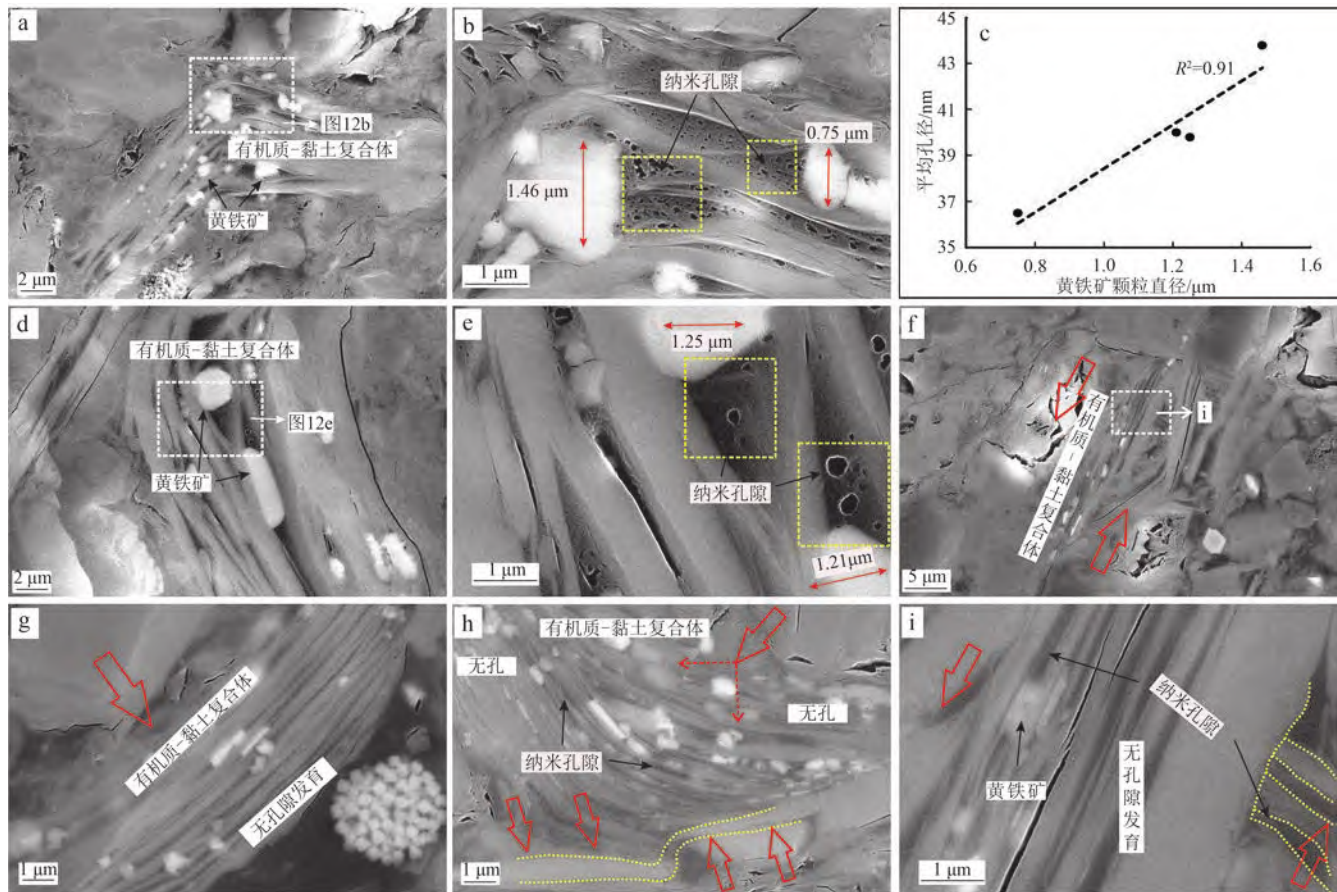 a
图12b
有机质-黏土复合体
黄铁矿
2 μm
b
纳米孔隙
0.75 μm
1.46 μm
1 μm
c
R²=0.91
45
43
41
39
37
35
平均孔径/nm
0.6
0.8
1.0
1.2
1.4
1.6
黄铁矿颗粒直径/μm
d
有机质-黏土复合体
图12e
黄铁矿
2 μm
e
1.25 μm
纳米孔隙
1.21μm
1 μm
f
i
有机质-黏土复合体
5 μm
g
有机质-黏土复合体
无孔隙发育
1 μm
h
有机质-黏土复合体
无孔
无孔
纳米孔隙
1 μm
i
纳米孔隙
黄铁矿
无孔隙发育
1 μm